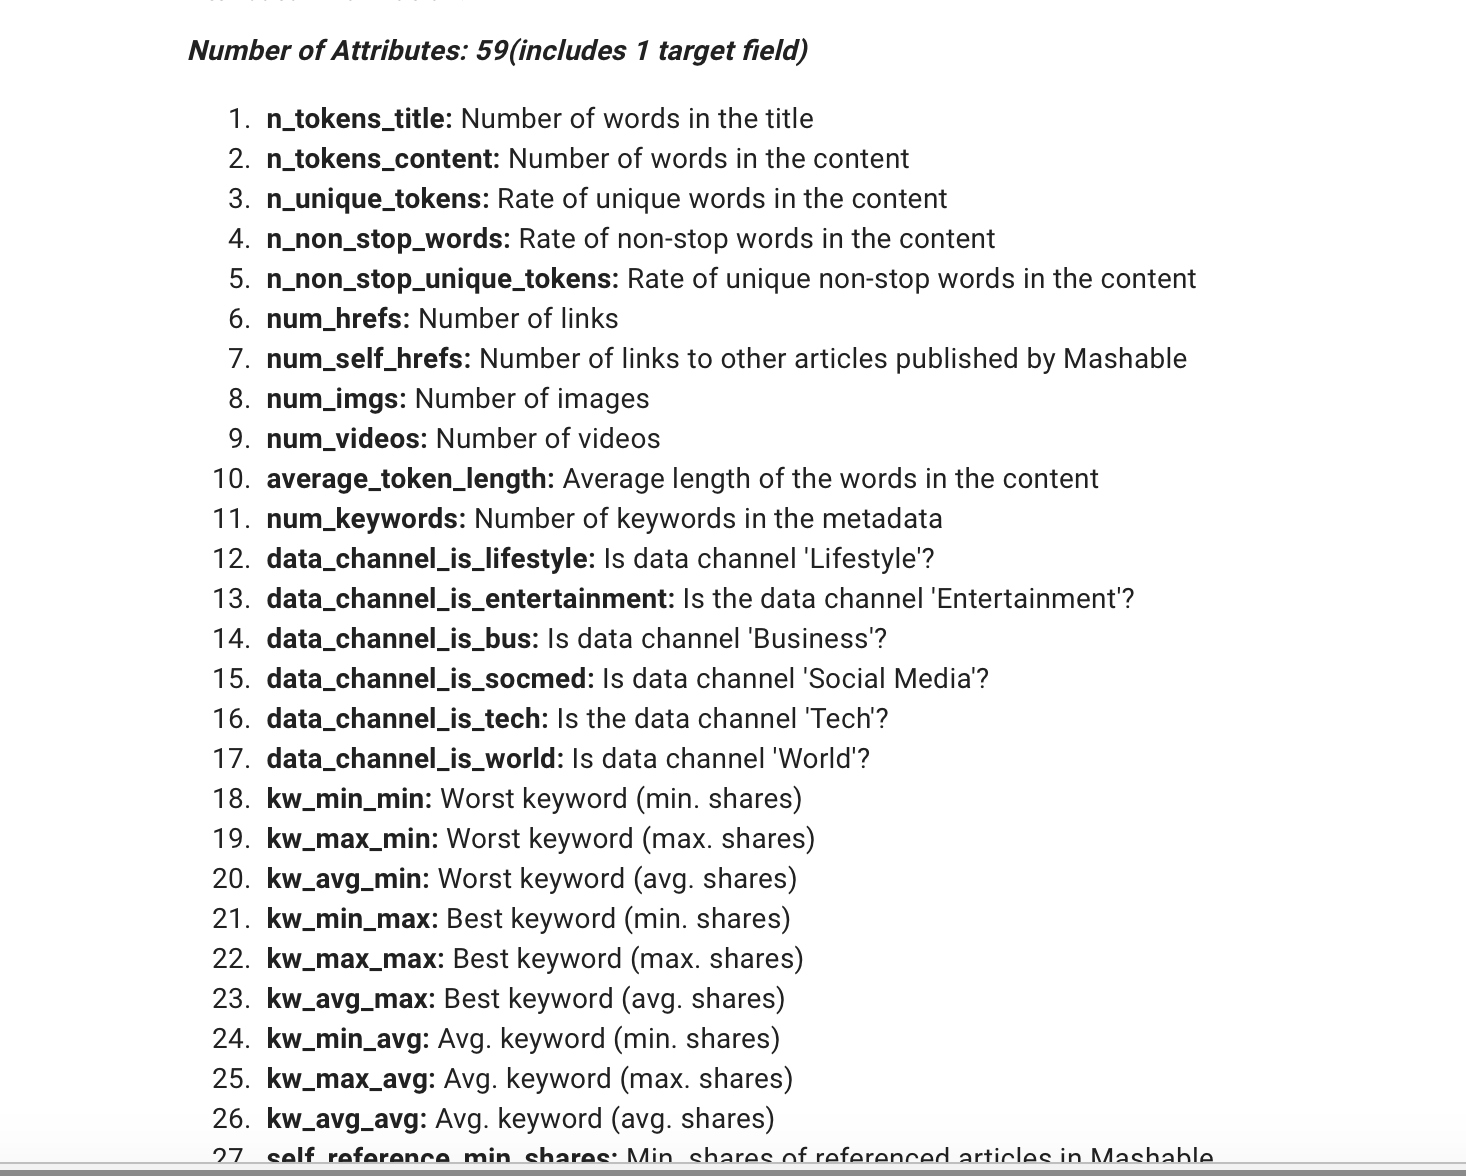 Number of Attributes: 59(includes 1 target field)
1. n_tokens_title: Number of words in the title
2. n_tokens_content: Number of words in the content
3. n_unique_tokens: Rate of unique words in the content
4. n_non_stop_words: Rate of non-stop words in the content
5. n_non_stop_unique_tokens: Rate of unique non-stop words in the content
6. num_hrefs: Number of links
7. num_self_hrefs: Number of links to other articles published by Mashable
8. num_imgs: Number of images
9. num_videos: Number of videos
10. average_token_length: Average length of the words in the content
11. num_keywords: Number of keywords in the metadata
12. data_channel_is_lifestyle: Is data channel 'Lifestyle'?
13. data_channel_is_entertainment: Is the data channel 'Entertainment'?
14. data_channel_is_bus: Is data channel 'Business'?
15. data_channel_is_socmed: Is data channel 'Social Media'?
16. data_channel_is_tech: Is the data channel 'Tech'?
17. data_channel_is_world: Is data channel 'World'?
18. kw_min_min: Worst keyword (min. shares)
19. kw_max_min: Worst keyword (max. shares)
20. kw_avg_min: Worst keyword (avg. shares)
21. kw_min_max: Best keyword (min. shares)
22. kw_max_max: Best keyword (max. shares)
23. kw_avg_max: Best keyword (avg. shares)
24. kw_min_avg: Avg. keyword (min. shares)
25. kw_max_avg: Avg. keyword (max. shares)
26. kw_avg_avg: Avg. keyword (avg. shares)
27. self_reference_min_shares: Min. shares of referenced articles in Mashable